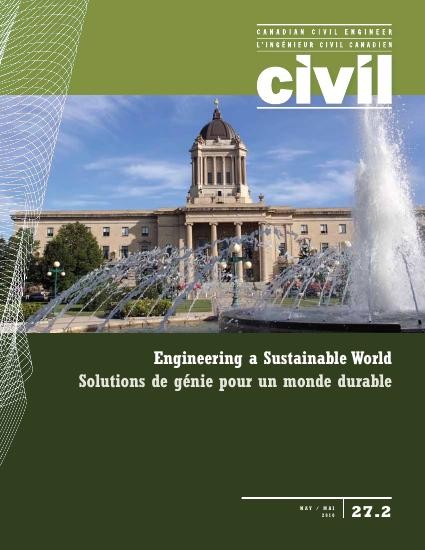 CANADIAN CIVIL ENGINEER
L'INGÉNIEUR CIVIL CANADIEN
cìvíl
Engineering a Sustainable World
Solutions de génie pour un monde durable
MAY / MAI
2010
27.2